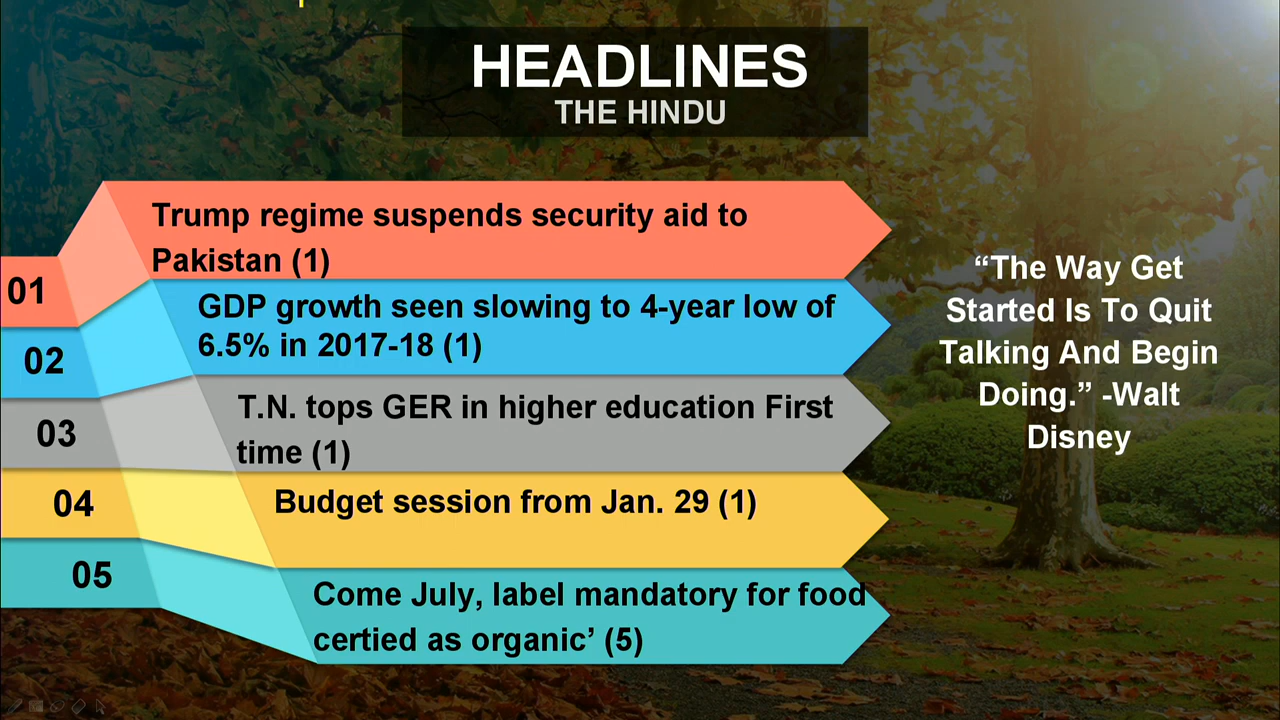 HEADLINES
THE HINDU
01
Trump regime suspends security aid to
Pakistan (1)
02
GDP growth seen slowing to 4-year low of
6.5% in 2017-18 (1)
03
T.N. tops GER in higher education First
time (1)
04
Budget session from Jan. 29 (1)
05
Come July, label mandatory for food
certied as organic’ (5)
“The Way Get
Started Is To Quit
Talking And Begin
Doing.” -Walt
Disney